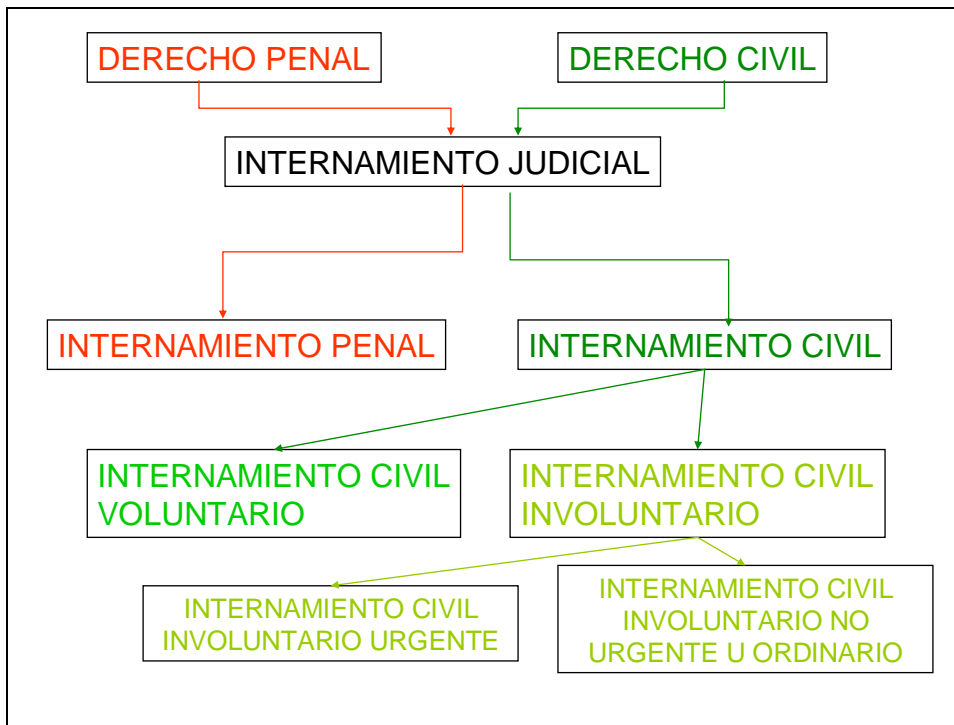 DERECHO PENAL
DERECHO CIVIL
INTERNAMIENTO JUDICIAL
INTERNAMIENTO PENAL
INTERNAMIENTO CIVIL
INTERNAMIENTO CIVIL
VOLUNTARIO
INTERNAMIENTO CIVIL
INVOLUNTARIO
INTERNAMIENTO CIVIL
INVOLUNTARIO URGENTE
INTERNAMIENTO CIVIL
INVOLUNTARIO NO
URGENTE U ORDINARIO